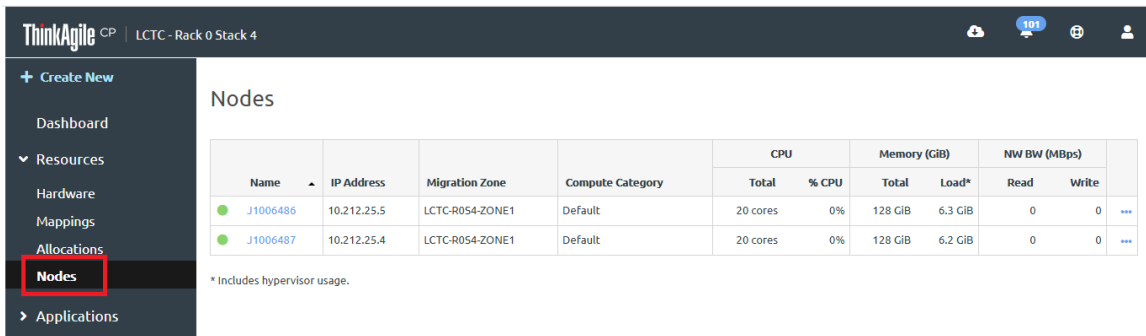 ThinkAgile CP | LCTC - Rack 0 Stack 4
101
+ Create New
Dashboard
Resources
Hardware
Mappings
Allocations
Nodes
Applications
Nodes
CPU Memory (GiB) NW BW (MBps)
Name IP Address Migration Zone Compute Category Total % CPU Total Load* Read Write
J1006486 10.212.25.5 LCTC-R054-ZONE1 Default 20 cores 0% 128 GiB 6.3 GiB 0 0 •••
J1006487 10.212.25.4 LCTC-R054-ZONE1 Default 20 cores 0% 128 GiB 6.2 GiB 0 0 •••
* Includes hypervisor usage.